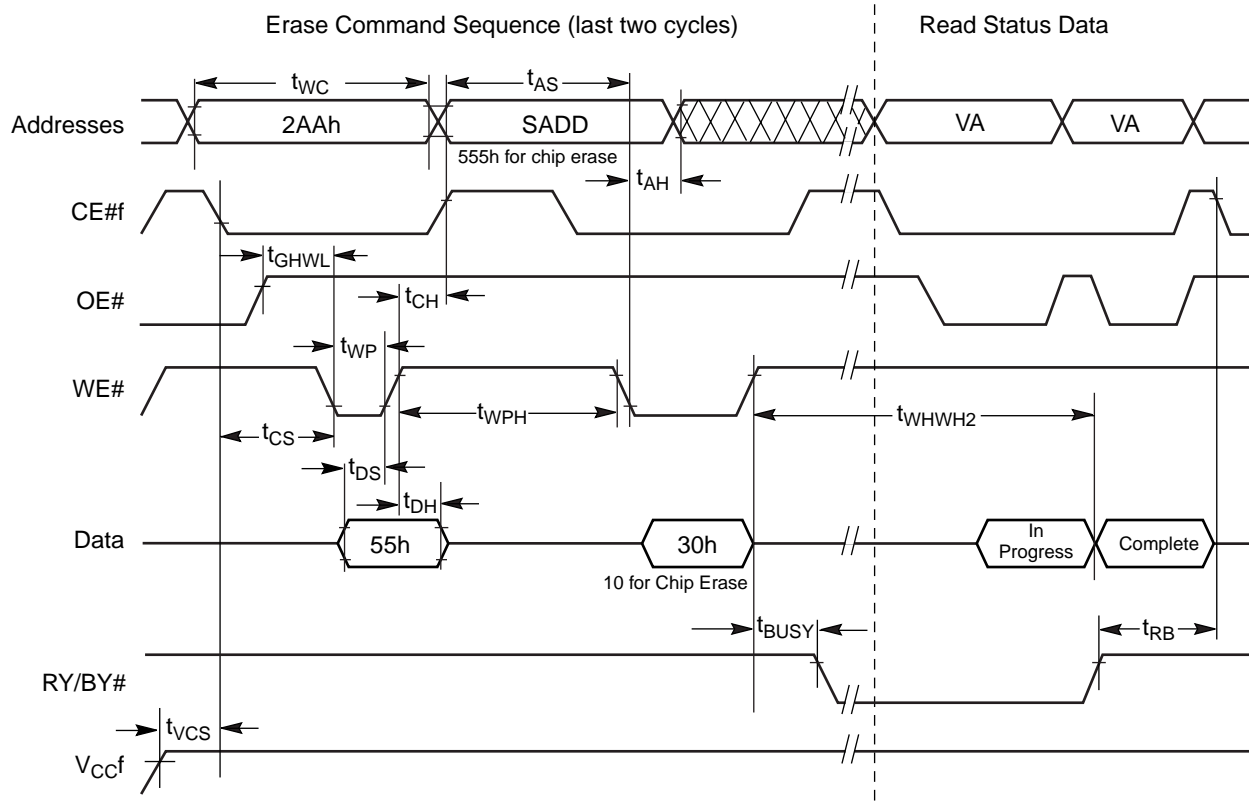 Erase Command Sequence (last two cycles)
Read Status Data
tWC
tAS
Addresses
2AAh
SADD
VA
VA
555h for chip erase
tAH
CE#f
tGHWL
OE#
tCH
tWP
WE#
tWPH
tWHWH2
tCS
tDS
tDH
Data
55h
30h
In
Progress
Complete
10 for Chip Erase
tBUSY
tRB
RY/BY#
tVCS
VCCf